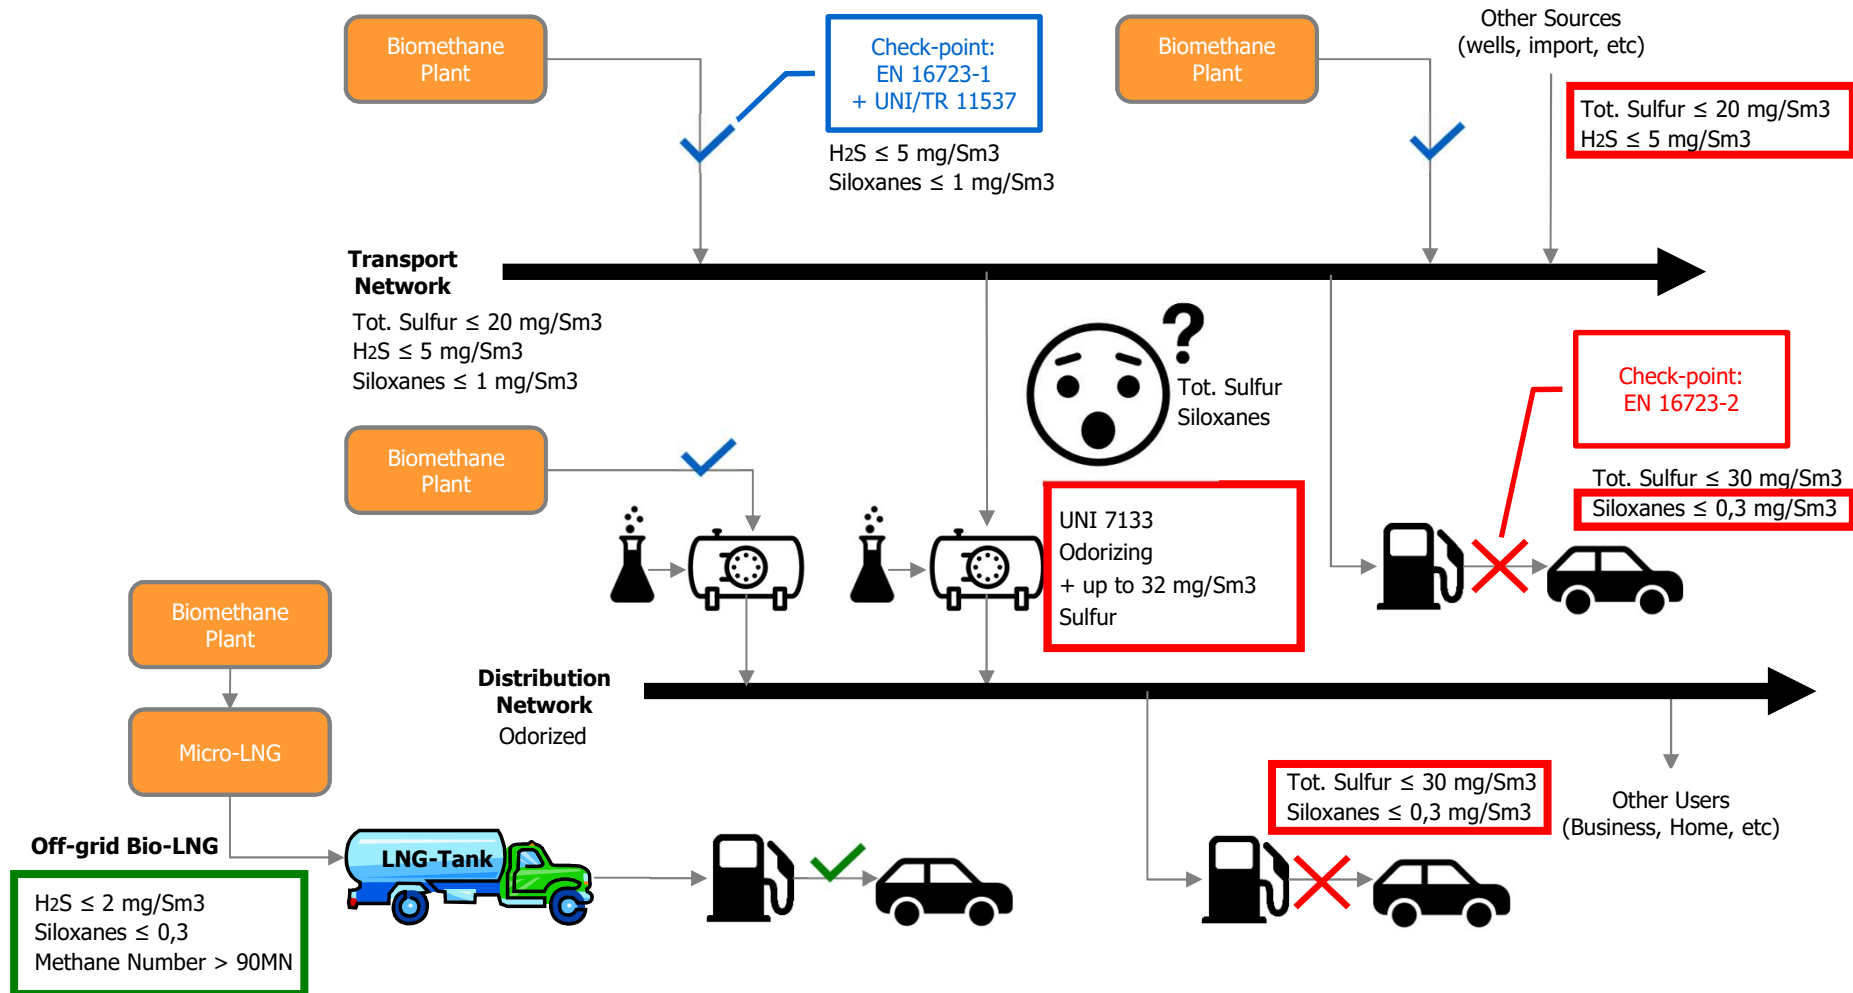 Biomethane
Plant
Check-point:
EN 16723-1
+ UNI/TR 11537
H2S ≤ 5 mg/Sm3
Siloxanes ≤ 1 mg/Sm3
Biomethane
Plant
Other Sources
(wells, import, etc)
Tot. Sulfur ≤ 20 mg/Sm3
H2S ≤ 5 mg/Sm3
Transport
Network
Tot. Sulfur ≤ 20 mg/Sm3
H2S ≤ 5 mg/Sm3
Siloxanes ≤ 1 mg/Sm3
?
Tot. Sulfur
Siloxanes
Check-point:
EN 16723-2
Tot. Sulfur ≤ 30 mg/Sm3
Siloxanes ≤ 0,3 mg/Sm3
Biomethane
Plant
UNI 7133
Odorizing
+ up to 32 mg/Sm3
Sulfur
Biomethane
Plant
Micro-LNG
Distribution
Network
Odorized
Off-grid Bio-LNG
H2S ≤ 2 mg/Sm3
Siloxanes ≤ 0,3
Methane Number > 90MN
LNG-Tank
Tot. Sulfur ≤ 30 mg/Sm3
Siloxanes ≤ 0,3 mg/Sm3
Other Users
(Business, Home, etc)